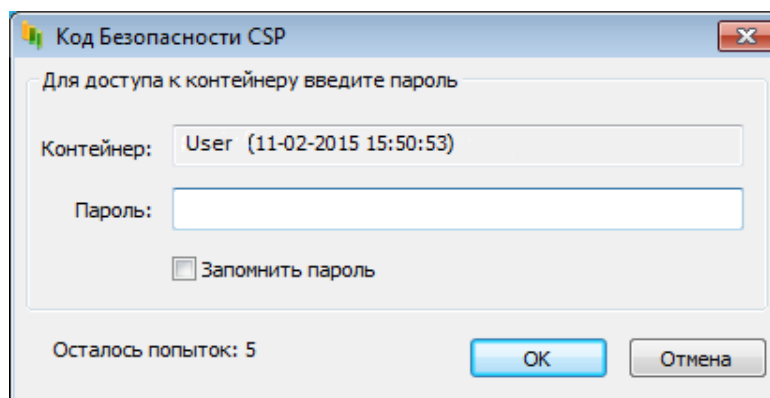 Код Безопасности CSP
Для доступа к контейнеру введите пароль
Контейнер: User (11-02-2015 15:50:53)
Пароль:
Запомнить пароль
Осталось попыток: 5 ОК Отмена